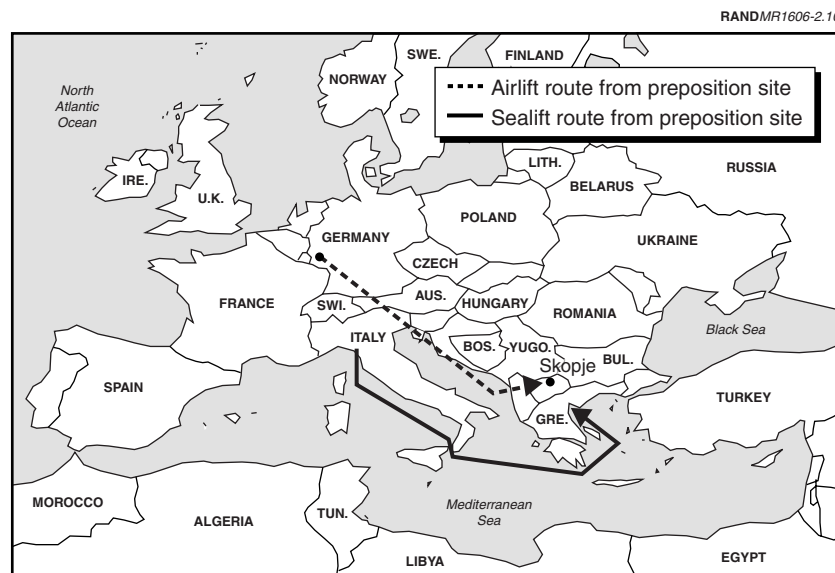 RANDMR1606-2.16
North
Atlantic
Ocean
NORWAY
SWE.
FINLAND
Airlift route from preposition site
Sealift route from preposition site
IRE.
U.K.
LITH.
BELARUS
RUSSIA
GERMANY
POLAND
UKRAINE
CZECH
FRANCE
SWI.
AUS.
HUNGARY
ROMANIA
ITALY
BOS.
YUGO.
BUL.
Black Sea
Skopje
SPAIN
GRE.
TURKEY
MOROCCO
ALGERIA
TUN.
Mediterranean
Sea
LIBYA
EGYPT